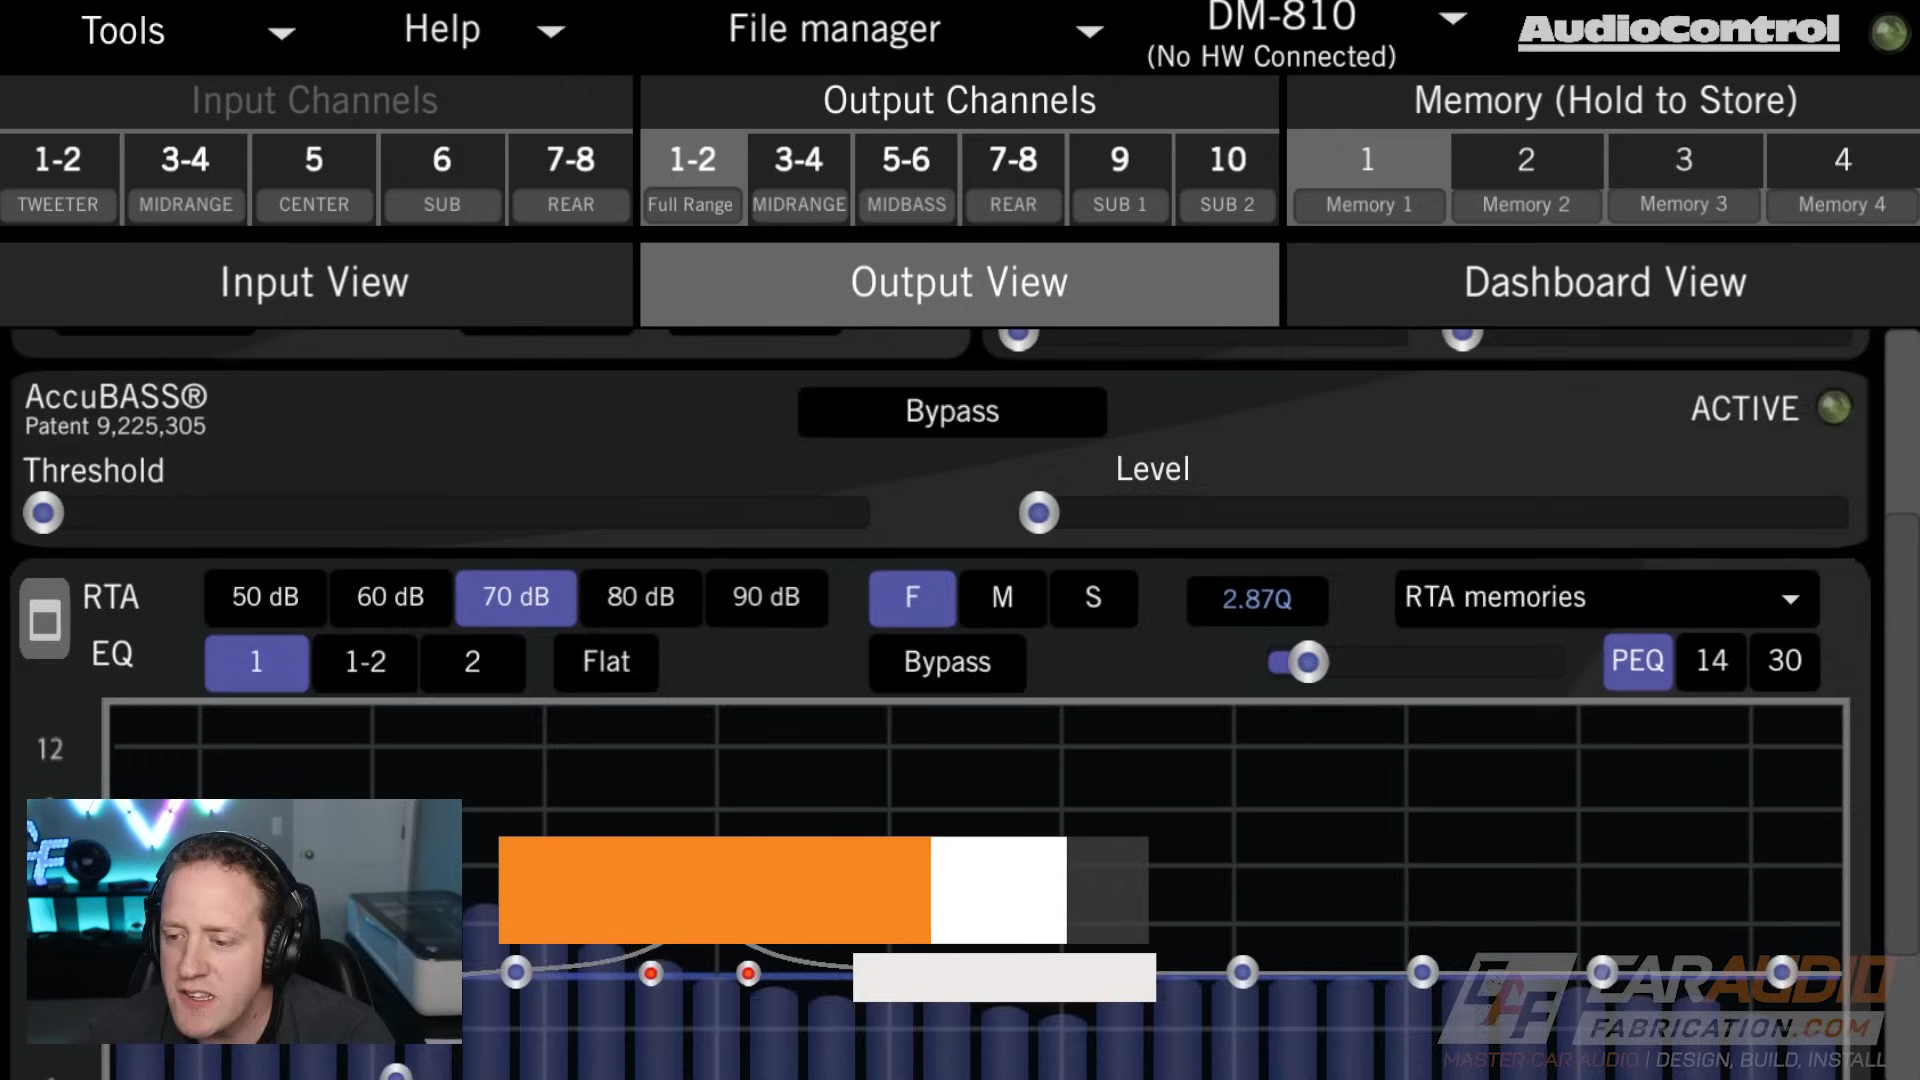 Tools Help File manager DM-810 AudioControl
(No HW Connected)
Input Channels Output Channels Memory (Hold to Store)
1-2 3-4 5 6 7-8 1-2 3-4 5-6 7-8 9 10 1 2 3 4
TWEETER MIDRANGE CENTER SUB REAR Full Range MIDRANGE MIDBASS REAR SUB 1 SUB 2 Memory 1 Memory 2 Memory 3 Memory 4
Input View Output View Dashboard View
AccuBASS® Bypass ACTIVE
Patent 9,225,305
Threshold Level
RTA 50 dB 60 dB 70 dB 80 dB 90 dB F M S 2.87Q RTA memories
EQ 1 1-2 2 Flat Bypass PEQ 14 30
12
CAF CAR AUDIO
FABRICATION.COM
MASTER CAR AUDIO | DESIGN, BUILD, INSTALL